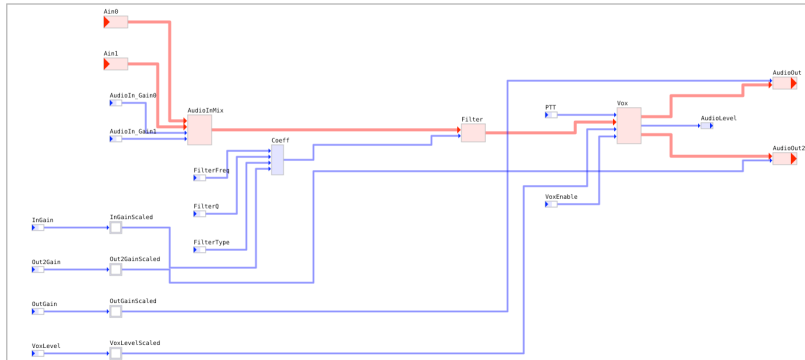 Ain0
Ain1
AudioOut
AudioIn_Gain0
AudioInMix
Vox
PTT
Filter
AudioLevel
AudioIn_Gain1
Coeff
AudioOut2
FilterFreq
VoxEnable
FilterQ
InGain
InGainScaled
FilterType
Out2Gain
Out2GainScaled
OutGain
OutGainScaled
VoxLevel
VoxLevelScaled